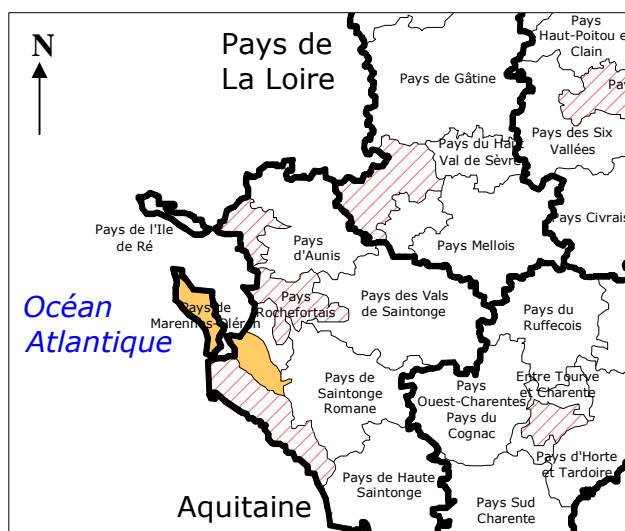 N
Pays de
La Loire
Pays
Haut-Poitou e
Clain
Pays de Gâtine
Pay
Pays du Haut
Val de Sèvre
Pays des Six
Vallées
Pays de l'Ile
de Ré
Pays
d'Aunis
Pays Mellois
Pays Civrais
Océan
Atlantique
Pays de
Marennes-Oléron
Pays
Rochefortais
Pays des Vals
de Saintonge
Pays du
Ruffecois
Pays de
Saintonge
Romane
Pays
Ouest-Charentes
Pays du
Cognac
Entre Touvre
et Charente
Pays d'Horte
et Tardoire
Pays de Haute
Saintonge
Aquitaine
Pays Sud
Charente